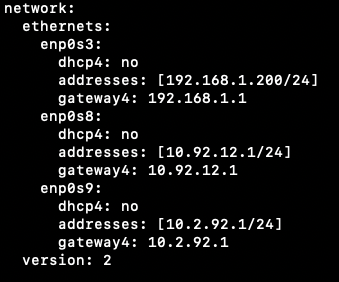 network:
  ethernets:
    enp0s3:
      dhcp4: no
      addresses: [192.168.1.200/24]
      gateway4: 192.168.1.1
    enp0s8:
      dhcp4: no
      addresses: [10.92.12.1/24]
      gateway4: 10.92.12.1
    enp0s9:
      dhcp4: no
      addresses: [10.2.92.1/24]
      gateway4: 10.2.92.1
  version: 2